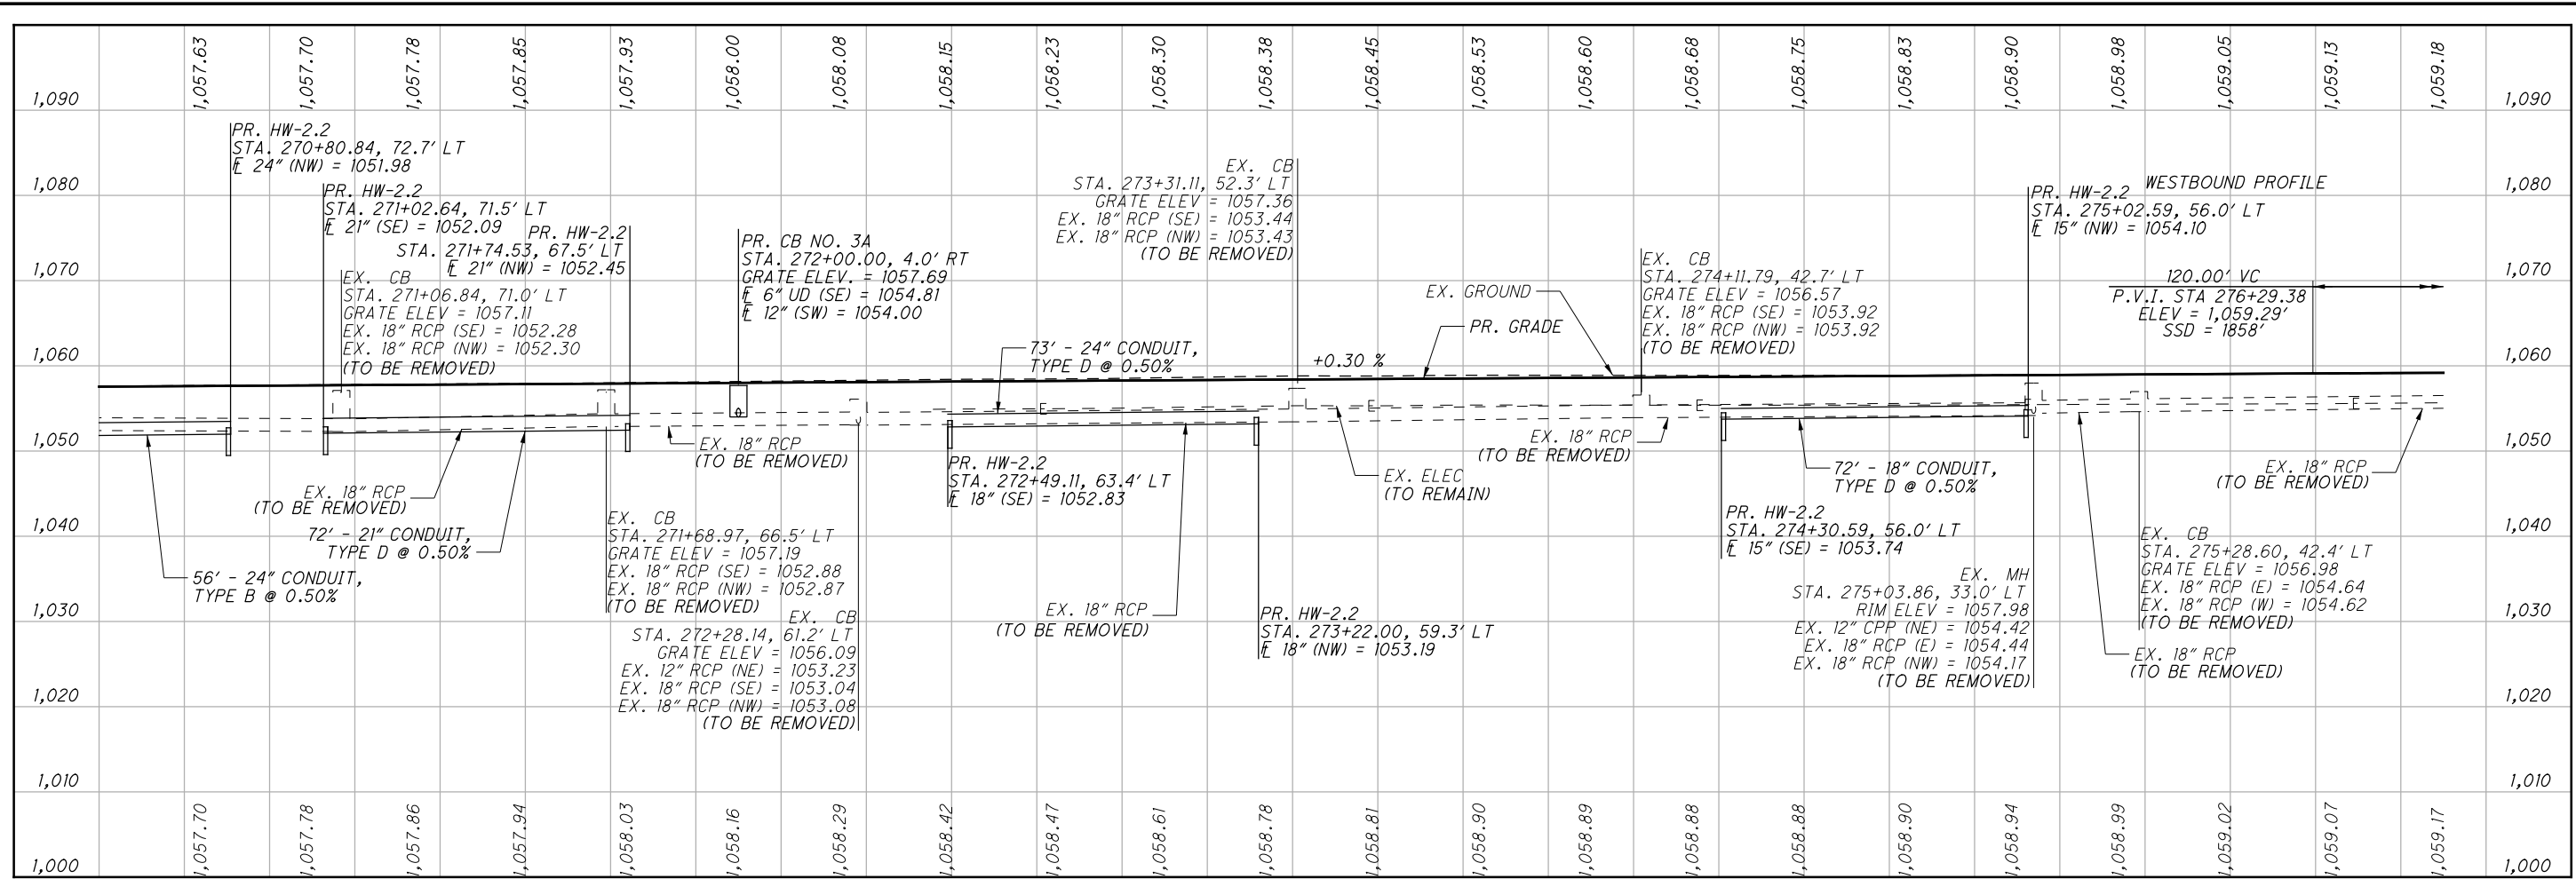 1,057.63
1,057.70
1,057.78
1,057.85
1,057.93
1,058.00
1,058.08
1,058.15
1,058.23
1,058.30
1,058.38
1,058.45
1,058.53
1,058.60
1,058.68
1,058.75
1,058.83
1,058.90
1,058.98
1,059.05
1,059.13
1,059.18
1,090
1,080
1,070
1,060
1,050
1,040
1,030
1,020
1,010
1,000
PR. HW-2.2
STA. 270+80.84, 72.7' LT
℄ 24" (NW) = 1051.98
PR. HW-2.2
STA. 271+02.64, 71.5' LT
℄ 21" (SE) = 1052.09
PR. HW-2.2
STA. 271+74.53, 67.5' LT
℄ 21" (NW) = 1052.45
EX. CB
STA. 271+06.84, 71.0' LT
GRATE ELEV = 1057.11
EX. 18" RCP (SE) = 1052.28
EX. 18" RCP (NW) = 1052.30
(TO BE REMOVED)
PR. CB NO. 3A
STA. 272+00.00, 4.0' RT
GRATE ELEV. = 1057.69
℄ 6" UD (SE) = 1054.81
℄ 12" (SW) = 1054.00
EX. CB
STA. 273+31.11, 52.3' LT
GRATE ELEV = 1057.36
EX. 18" RCP (SE) = 1053.44
EX. 18" RCP (NW) = 1053.43
(TO BE REMOVED)
EX. GROUND
PR. GRADE
73' - 24" CONDUIT,
TYPE D @ 0.50%
+0.30 %
EX. CB
STA. 274+11.79, 42.7' LT
GRATE ELEV = 1056.57
EX. 18" RCP (SE) = 1053.92
EX. 18" RCP (NW) = 1053.92
(TO BE REMOVED)
PR. HW-2.2
STA. 275+02.59, 56.0' LT
℄ 15" (NW) = 1054.10
WESTBOUND PROFILE
120.00' VC
P.V.I. STA 276+29.38
ELEV = 1,059.29'
SSD = 1858'
EX. 18" RCP
(TO BE REMOVED)
72' - 21" CONDUIT,
TYPE D @ 0.50%
56' - 24" CONDUIT,
TYPE B @ 0.50%
EX. 18" RCP
(TO BE REMOVED)
EX. CB
STA. 271+68.97, 66.5' LT
GRATE ELEV = 1057.19
EX. 18" RCP (SE) = 1052.88
EX. 18" RCP (NW) = 1052.87
(TO BE REMOVED)
EX. CB
STA. 272+28.14, 61.2' LT
GRATE ELEV = 1056.09
EX. 12" RCP (NE) = 1053.23
EX. 18" RCP (SE) = 1053.04
EX. 18" RCP (NW) = 1053.08
(TO BE REMOVED)
PR. HW-2.2
STA. 272+49.11, 63.4' LT
℄ 18" (SE) = 1052.83
EX. 18" RCP
(TO BE REMOVED)
PR. HW-2.2
STA. 273+22.00, 59.3' LT
℄ 18" (NW) = 1053.19
EX. ELEC
(TO REMAIN)
EX. 18" RCP
(TO BE REMOVED)
72' - 18" CONDUIT,
TYPE D @ 0.50%
PR. HW-2.2
STA. 274+30.59, 56.0' LT
℄ 15" (SE) = 1053.74
EX. MH
STA. 275+03.86, 33.0' LT
RIM ELEV = 1057.98
EX. 12" CPP (NE) = 1054.42
EX. 18" RCP (E) = 1054.44
EX. 18" RCP (NW) = 1054.17
(TO BE REMOVED)
EX. 18" RCP
(TO BE REMOVED)
EX. CB
STA. 275+28.60, 42.4' LT
GRATE ELEV = 1056.98
EX. 18" RCP (E) = 1054.64
EX. 18" RCP (W) = 1054.62
(TO BE REMOVED)
EX. 18" RCP
(TO BE REMOVED)
1,090
1,080
1,070
1,060
1,050
1,040
1,030
1,020
1,010
1,000
1,057.70
1,057.78
1,057.86
1,057.94
1,058.03
1,058.16
1,058.29
1,058.42
1,058.47
1,058.61
1,058.78
1,058.81
1,058.90
1,058.89
1,058.88
1,058.88
1,058.90
1,058.94
1,058.99
1,059.02
1,059.07
1,059.17